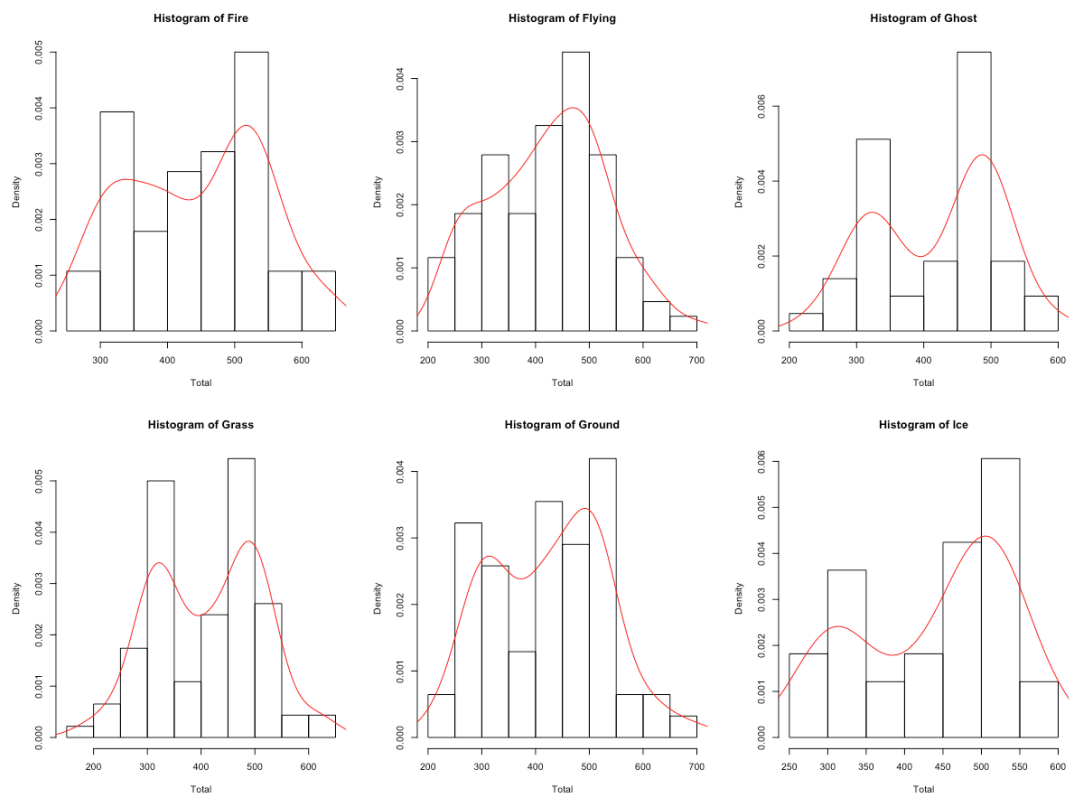 Histogram of Fire
Density
0.000 0.001 0.002 0.003 0.004 0.005
300 400 500 600
Total
Histogram of Flying
Density
0.000 0.001 0.002 0.003 0.004
200 300 400 500 600 700
Total
Histogram of Ghost
Density
0.000 0.002 0.004 0.006
200 300 400 500 600
Total
Histogram of Grass
Density
0.000 0.001 0.002 0.003 0.004 0.005
200 300 400 500 600
Total
Histogram of Ground
Density
0.000 0.001 0.002 0.003 0.004
200 300 400 500 600 700
Total
Histogram of Ice
Density
0.000 0.001 0.002 0.003 0.004 0.005 0.006
250 300 350 400 450 500 550 600
Total